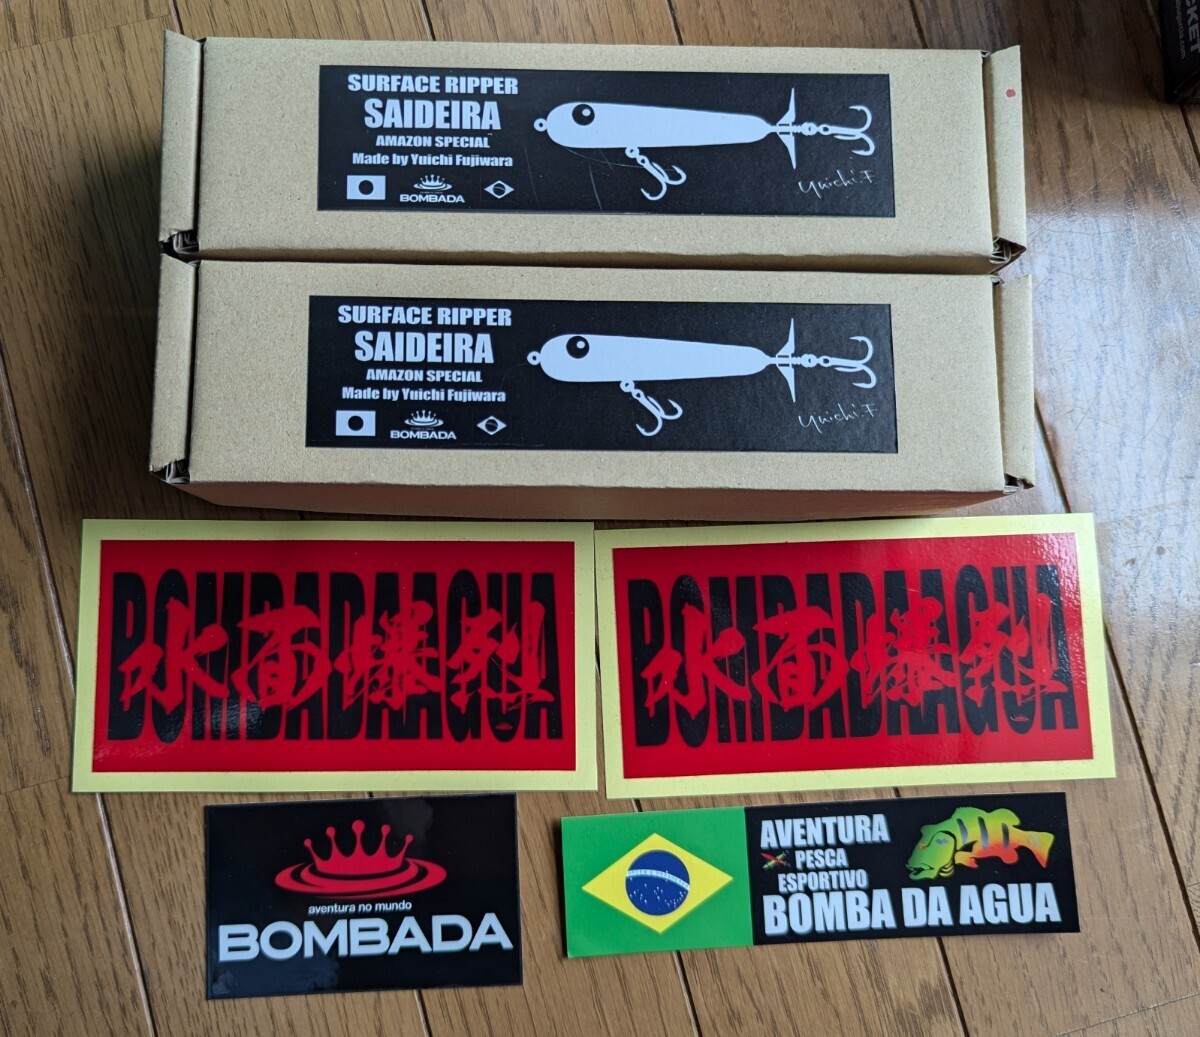 SURFACE RIPPER
SAIDEIRA
AMAZON SPECIAL
Made by Yuichi Fujiwara
BOMBADA
Yuichi.F
SURFACE RIPPER
SAIDEIRA
AMAZON SPECIAL
Made by Yuichi Fujiwara
BOMBADA
Yuichi.F
BOMBADAAGUA
水面爆烈
BOMBADAAGUA
水面爆烈
aventura no mundo
BOMBADA
AVENTURA
PESCA
ESPORTIVO
BOMBA DA AGUA